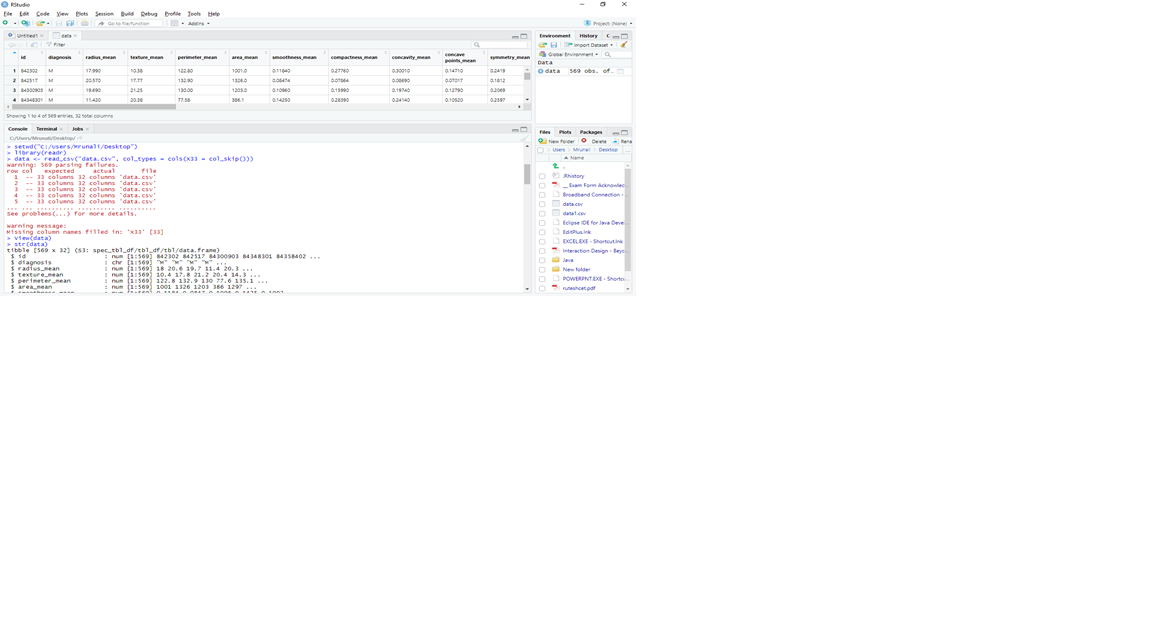 RStudio
File Edit Code View Plots Session Build Debug Profile Tools Help
Go to file/function Addins Project: (None)
Untitled1 data
Filter
id diagnosis radius_mean texture_mean perimeter_mean area_mean smoothness_mean compactness_mean concavity_mean concave points_mean symmetry_mean
1 842302 M 17.990 10.38 122.80 1001.0 0.11840 0.27760 0.30010 0.14710 0.2419
2 842517 M 20.570 17.77 132.90 1326.0 0.08474 0.07864 0.08690 0.07017 0.1812
3 84300903 M 19.690 21.25 130.00 1203.0 0.10960 0.15990 0.19740 0.12790 0.2069
4 84348301 M 11.420 20.38 77.58 386.1 0.14250 0.28390 0.24140 0.10520 0.2597
Showing 1 to 4 of 569 entries, 32 total columns
Console Terminal Jobs
C:/Users/Mrunali/Desktop/
> setwd("C:/users/Mrunali/Desktop")
> library(readr)
> data <- read_csv("data.csv", col_types = cols(X33 = col_skip()))
Warning: 569 parsing failures.
row col expected actual file
1 -- 33 columns 32 columns 'data.csv'
2 -- 33 columns 32 columns 'data.csv'
3 -- 33 columns 32 columns 'data.csv'
4 -- 33 columns 32 columns 'data.csv'
5 -- 33 columns 32 columns 'data.csv'
... ... .......... .......... ..........
See problems(...) for more details.
Warning message:
Missing column names filled in: 'X33' [33]
> View(data)
> str(data)
tibble [569 x 32] (S3: spec_tbl_df/tbl_df/tbl/data.frame)
$ id : num [1:569] 842302 842517 84300903 84348301 84358402 ...
$ diagnosis : chr [1:569] "M" "M" "M" "M" ...
$ radius_mean : num [1:569] 18 20.6 19.7 11.4 20.3 ...
$ texture_mean : num [1:569] 10.4 17.8 21.2 20.4 14.3 ...
$ perimeter_mean : num [1:569] 122.8 132.9 130 77.6 135.1 ...
$ area_mean : num [1:569] 1001 1326 1203 386 1297 ...
Environment History
Import Dataset
Global Environment
Data
data 569 obs. of..
Files Plots Packages
New Folder Delete Rena
Users Mrunali Desktop ...
Name
..
.Rhistory
__ Exam Form Acknowlec
Broadband Connection -
data.csv
data1.csv
Eclipse IDE for Java Deve
EditPlus.lnk
EXCEL.EXE - Shortcut.lnk
Interaction Design - Beyo
Java
New folder
POWERPNT.EXE - Shortcu
ruteshcet.pdf